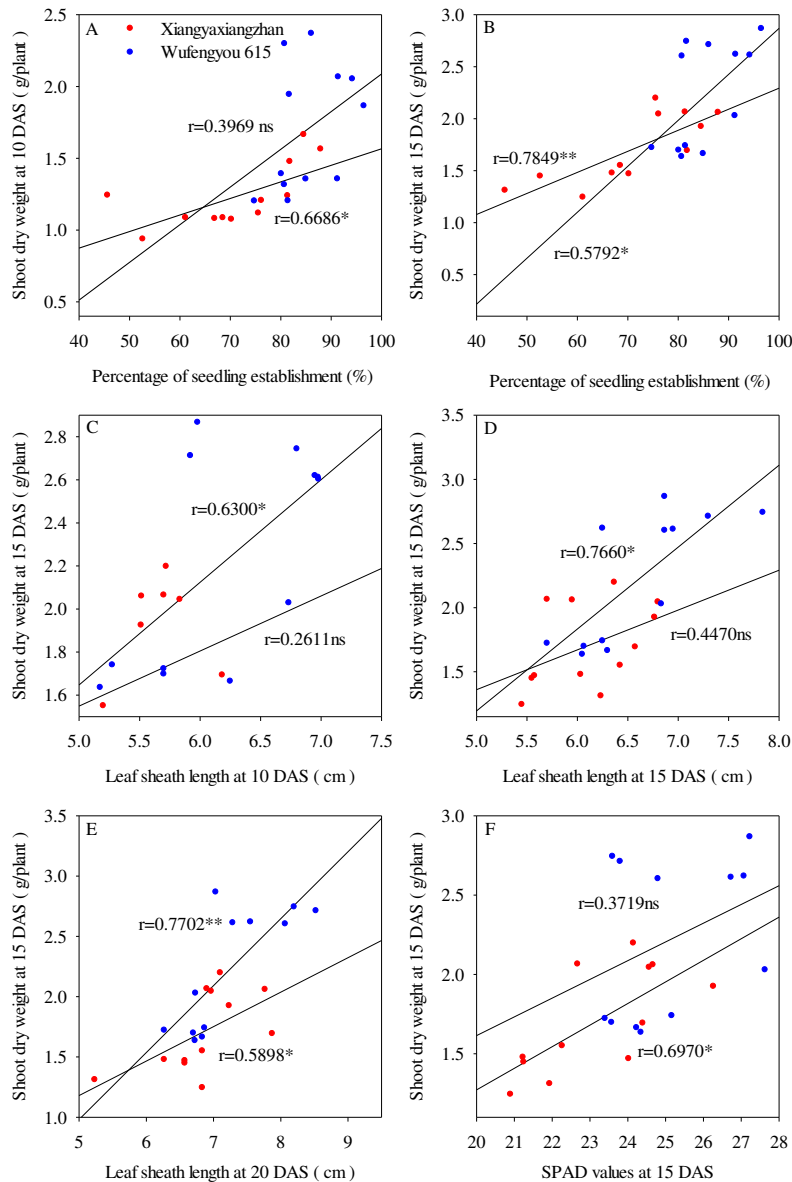 A
Xiangyaxiangzhan
Wufengyou 615
r=0.3969 ns
r=0.6686*
Shoot dry weight at 10 DAS ( g/plant )
2.5
2.0
1.5
1.0
0.5
40 50 60 70 80 90 100
Percentage of seedling establishment (%)
B
r=0.7849**
r=0.5792*
Shoot dry weight at 15 DAS ( g/plant )
3.0
2.5
2.0
1.5
1.0
0.5
40 50 60 70 80 90 100
Percentage of seedling establishment (%)
C
r=0.6300*
r=0.2611ns
Shoot dry weight at 15 DAS ( g/plant )
2.8
2.6
2.4
2.2
2.0
1.8
1.6
5.0 5.5 6.0 6.5 7.0 7.5
Leaf sheath length at 10 DAS ( cm )
D
r=0.7660*
r=0.4470ns
Shoot dry weight at 15 DAS ( g/plant )
3.5
3.0
2.5
2.0
1.5
5.0 5.5 6.0 6.5 7.0 7.5 8.0
Leaf sheath length at 15 DAS ( cm )
E
r=0.7702**
r=0.5898*
Shoot dry weight at 15 DAS ( g/plant )
3.5
3.0
2.5
2.0
1.5
1.0
5 6 7 8 9
Leaf sheath length at 20 DAS ( cm )
F
r=0.3719ns
r=0.6970*
Shoot dry weight at 15 DAS ( g/plant )
3.0
2.5
2.0
1.5
20 21 22 23 24 25 26 27 28
SPAD values at 15 DAS